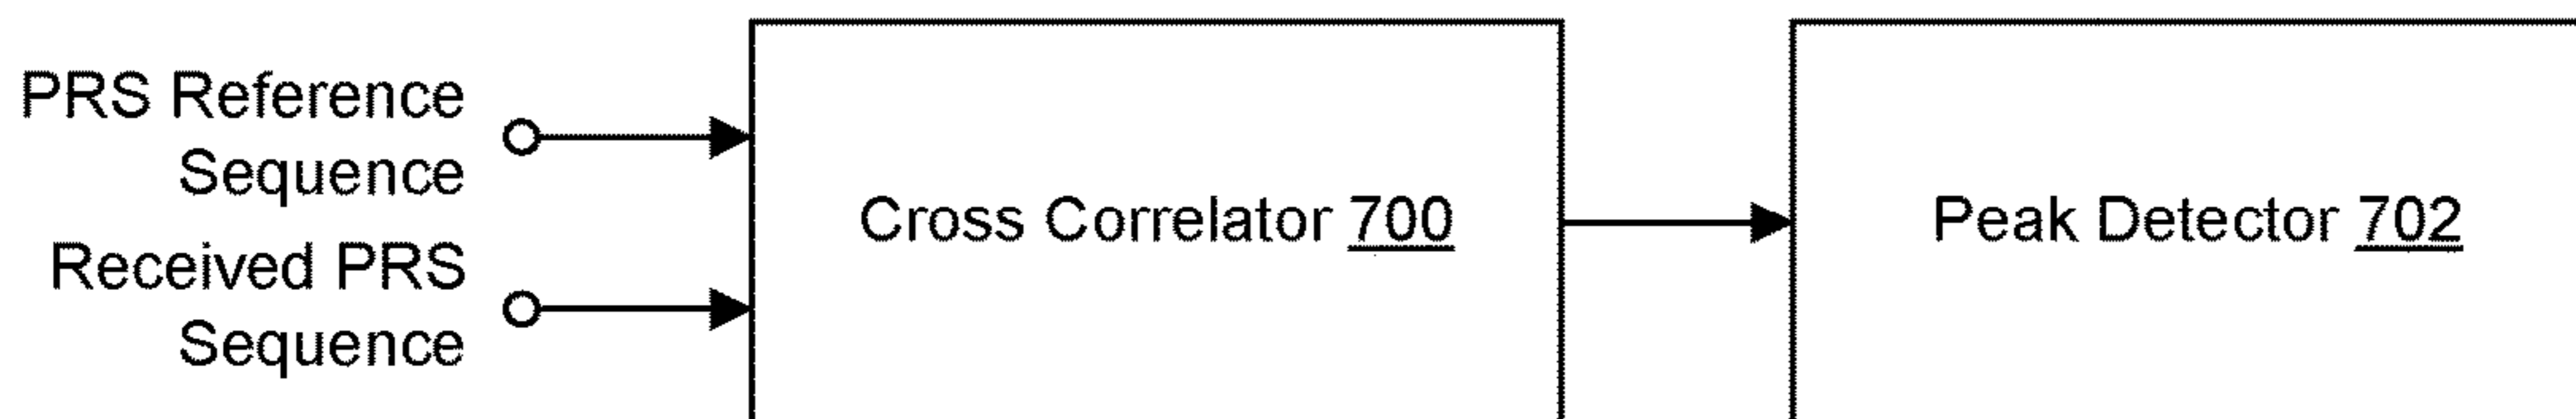 PRS Reference
Sequence
Received PRS
Sequence
Cross Correlator 700
Peak Detector 702